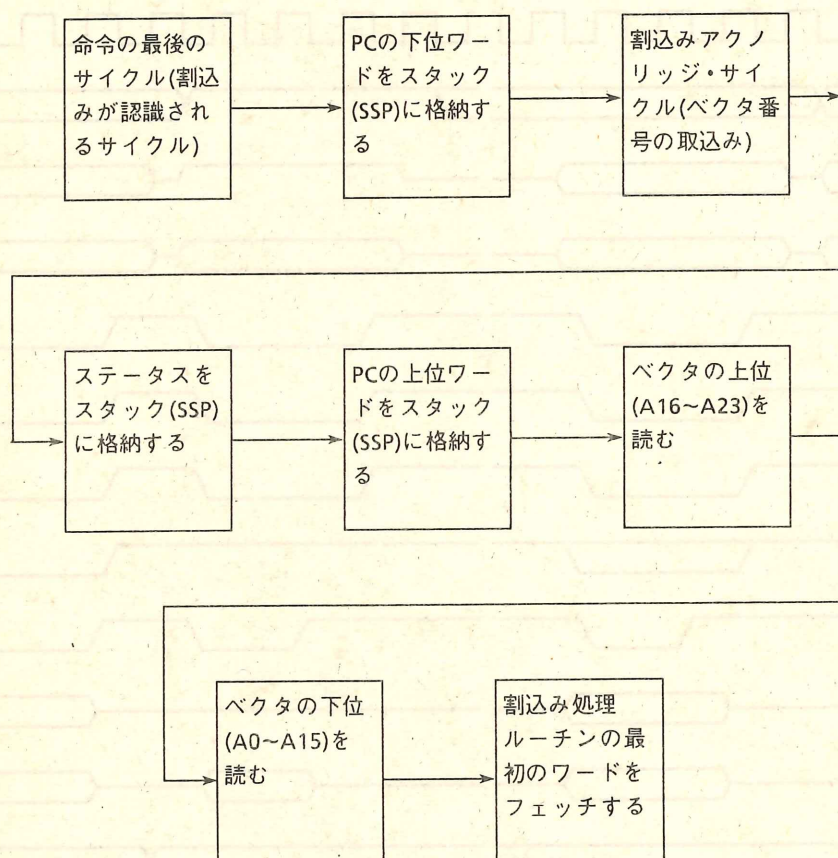 命令の最後の
サイクル(割込
みが認識され
るサイクル)
PCの下位ワー
ドをスタック
(SSP)に格納す
る
割込みアクノ
リッジ・サイ
クル(ベクタ番
号の取込み)
ステータスを
スタック(SSP)
に格納する
PCの上位ワー
ドをスタック
(SSP)に格納す
る
ベクタの上位
(A16~A23)を
読む
ベクタの下位
(A0~A15)を
読む
割込み処理
ルーチンの最
初のワードを
フェッチする